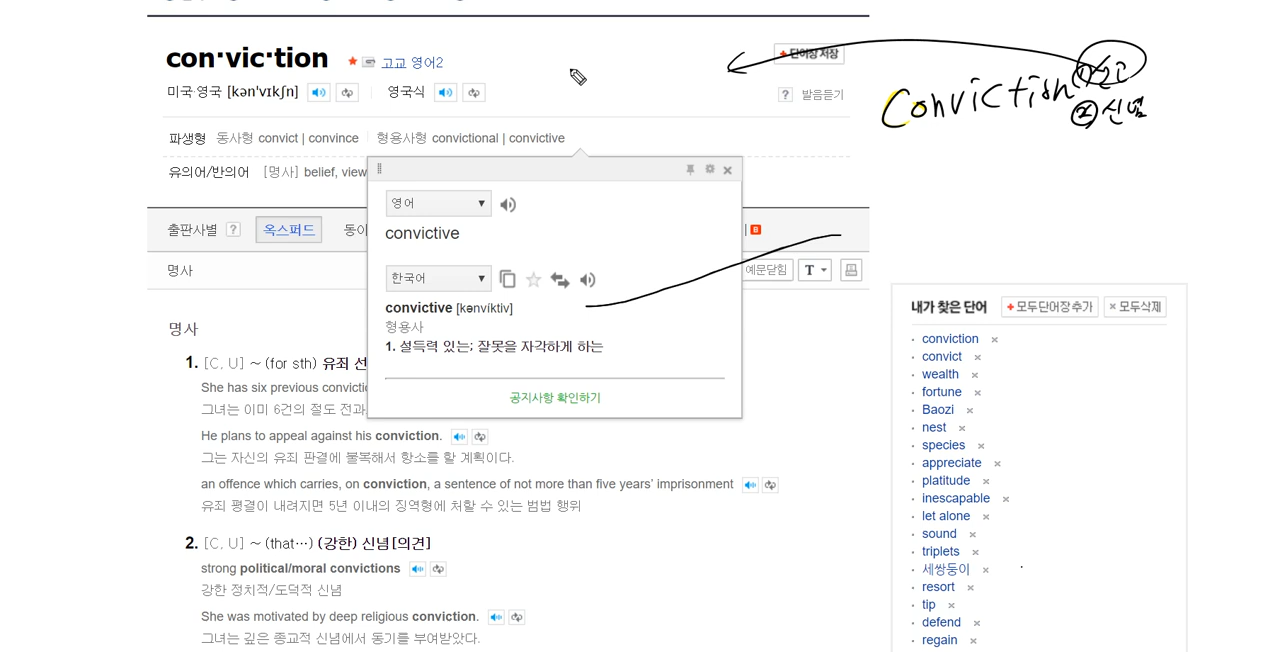 con·vic·tion ★ 고교 영어2
+ 단어장 저장
미국·영국 [kən'vɪkʃn] 영국식
? 발음듣기
Conviction
② 신념
파생형 동사형 convict | convince 형용사형 convictional | convictive
유의어/반의어 [명사] belief, view
영어 ▼
convictive
한국어 ▼
convictive [kənvíktiv]
형용사
1. 설득력 있는; 잘못을 자각하게 하는
공지사항 확인하기
출판사별 ? 옥스퍼드 동아
명사 예문닫힘 T
명사
1. [C, U] ~ (for sth) 유죄 선
She has six previous convictio
그녀는 이미 6건의 절도 전과
He plans to appeal against his conviction.
그는 자신의 유죄 판결에 불복해서 항소를 할 계획이다.
an offence which carries, on conviction, a sentence of not more than five years' imprisonment
유죄 평결이 내려지면 5년 이내의 징역형에 처할 수 있는 범법 행위
2. [C, U] ~ (that…) (강한) 신념[의견]
strong political/moral convictions
강한 정치적/도덕적 신념
She was motivated by deep religious conviction.
그녀는 깊은 종교적 신념에서 동기를 부여받았다.
내가 찾은 단어 + 모두단어장추가 × 모두삭제
· conviction ×
· convict ×
· wealth ×
· fortune ×
· Baozi ×
· nest ×
· species ×
· appreciate ×
· platitude ×
· inescapable ×
· let alone ×
· sound ×
· triplets ×
· 세쌍둥이 ×
· resort ×
· tip ×
· defend ×
· regain ×